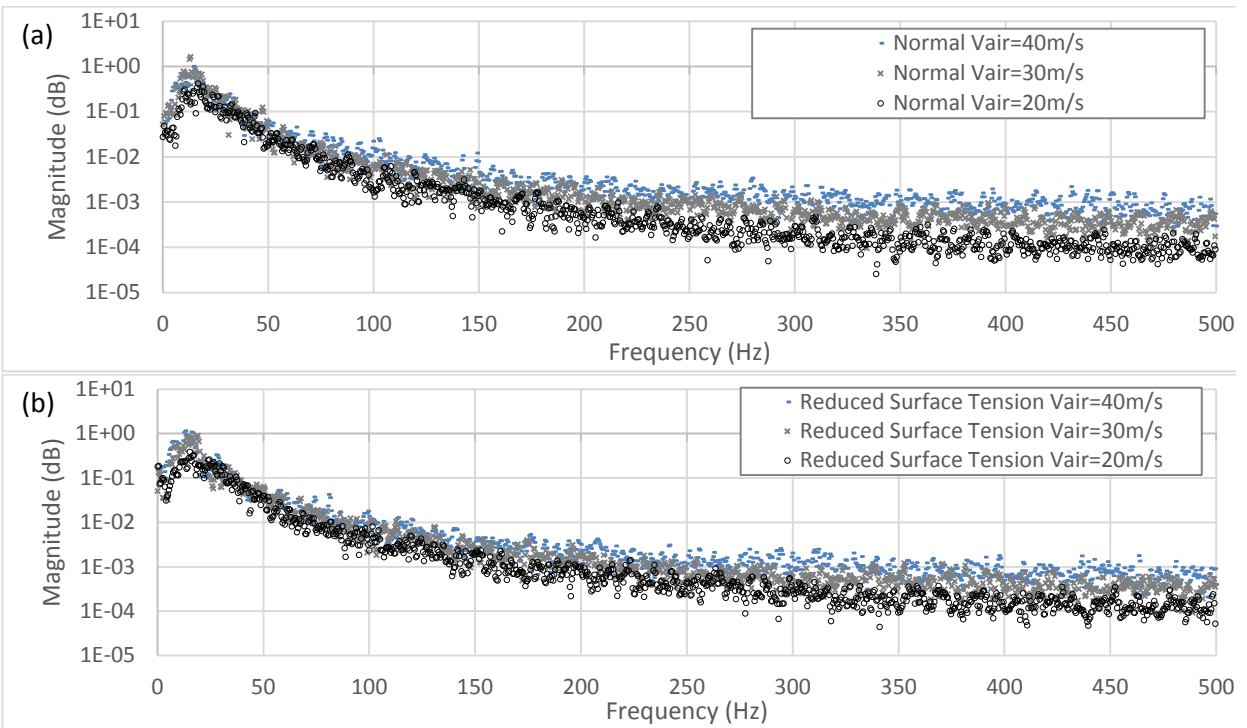 (a)
Magnitude (dB)
1E+01
1E+00
1E-01
1E-02
1E-03
1E-04
1E-05
Normal Vair=40m/s
Normal Vair=30m/s
Normal Vair=20m/s
0 50 100 150 200 250 300 350 400 450 500
Frequency (Hz)
(b)
Magnitude (dB)
1E+01
1E+00
1E-01
1E-02
1E-03
1E-04
1E-05
Reduced Surface Tension Vair=40m/s
Reduced Surface Tension Vair=30m/s
Reduced Surface Tension Vair=20m/s
0 50 100 150 200 250 300 350 400 450 500
Frequency (Hz)